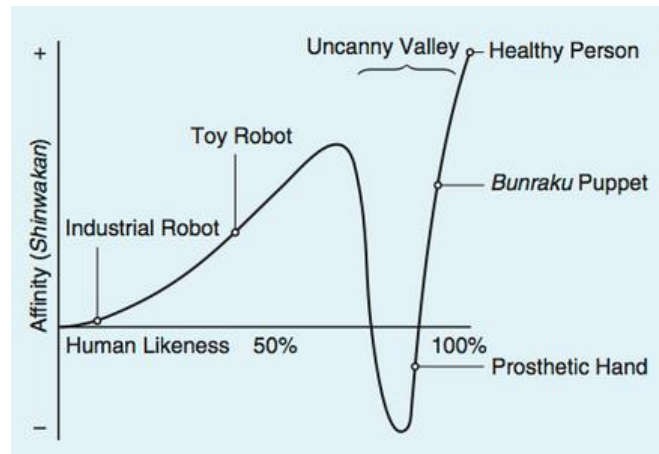 +
Uncanny Valley
Healthy Person
Toy Robot
Bunraku Puppet
Industrial Robot
Affinity (Shinwakan)
Human Likeness 50% 100%
Prosthetic Hand
–